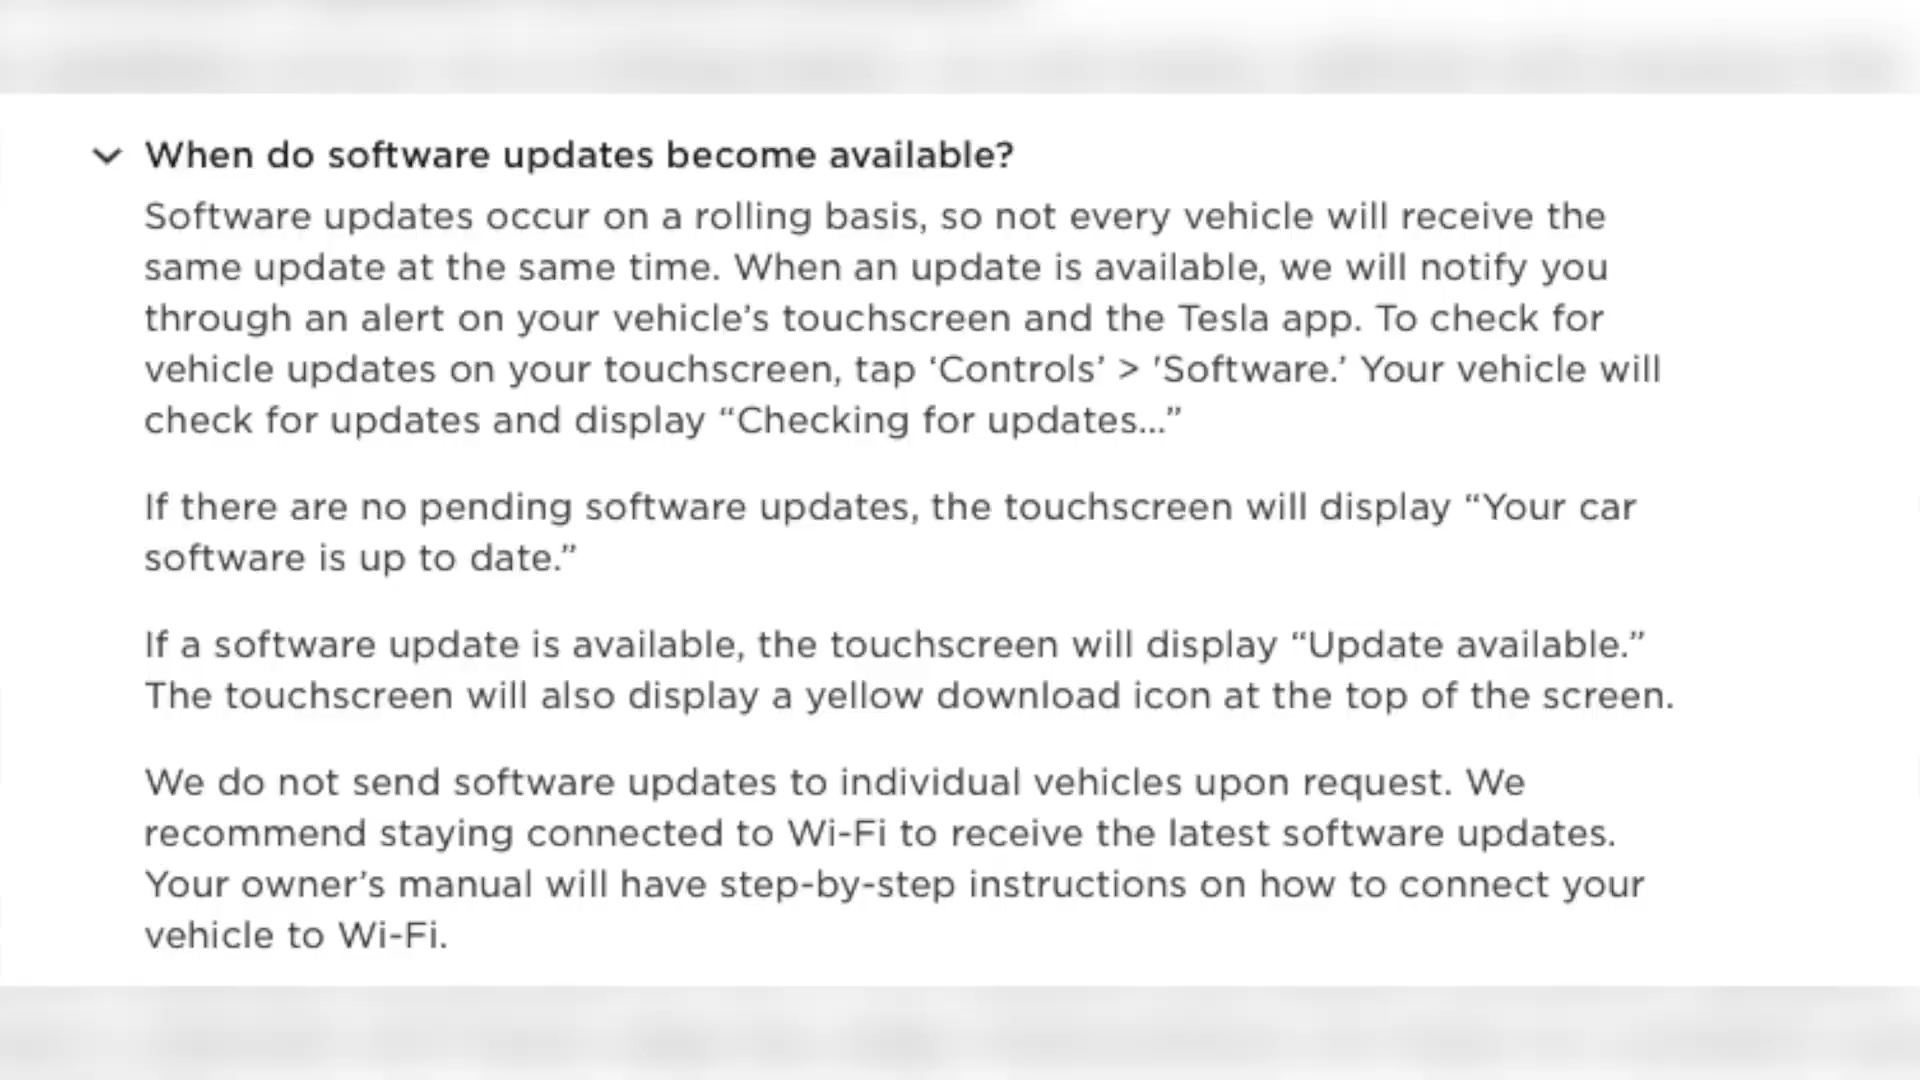 When do software updates become available?
Software updates occur on a rolling basis, so not every vehicle will receive the
same update at the same time. When an update is available, we will notify you
through an alert on your vehicle’s touchscreen and the Tesla app. To check for
vehicle updates on your touchscreen, tap ‘Controls’ > 'Software.’ Your vehicle will
check for updates and display “Checking for updates...”
If there are no pending software updates, the touchscreen will display “Your car
software is up to date.”
If a software update is available, the touchscreen will display “Update available.”
The touchscreen will also display a yellow download icon at the top of the screen.
We do not send software updates to individual vehicles upon request. We
recommend staying connected to Wi-Fi to receive the latest software updates.
Your owner’s manual will have step-by-step instructions on how to connect your
vehicle to Wi-Fi.